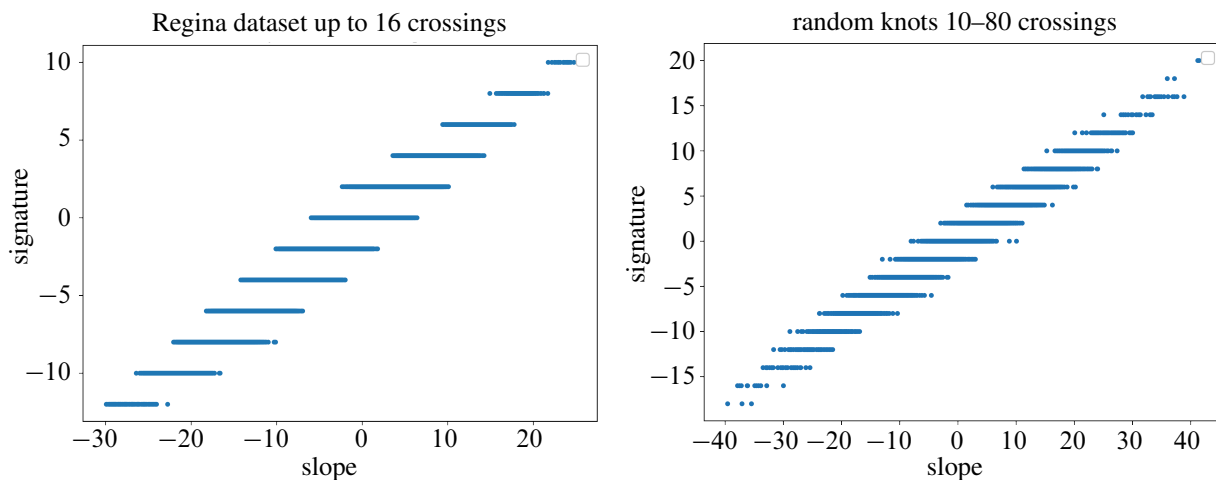 Regina dataset up to 16 crossings
10
5
0
−5
−10
signature
−30 −20 −10 0 10 20
slope
random knots 10–80 crossings
20
15
10
5
0
−5
−10
−15
signature
−40 −30 −20 −10 0 10 20 30 40
slope